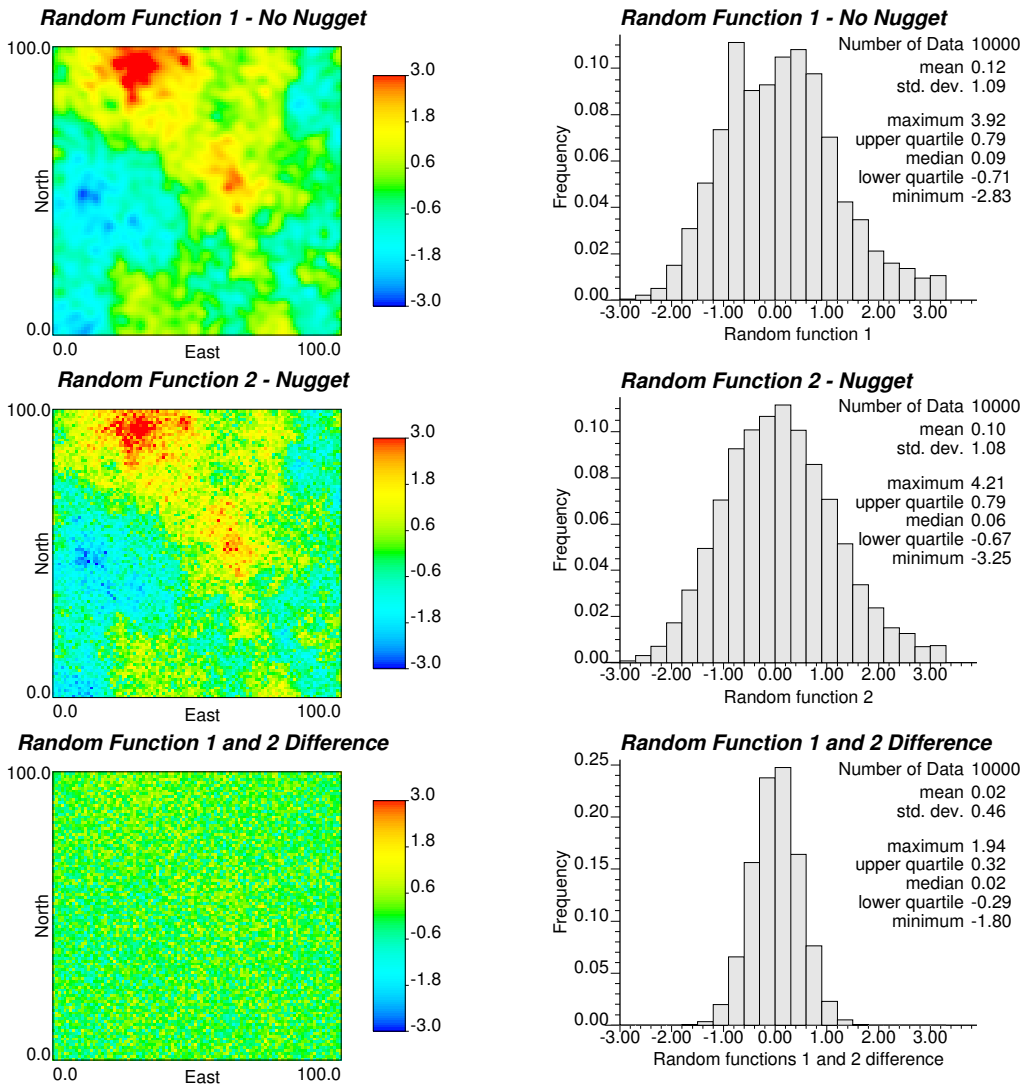 Random Function 1 - No Nugget
100.0
North
0.0
0.0
East
100.0
3.0
1.8
0.6
-0.6
-1.8
-3.0
Random Function 1 - No Nugget
Number of Data 10000
mean 0.12
std. dev. 1.09
maximum 3.92
upper quartile 0.79
median 0.09
lower quartile -0.71
minimum -2.83
Frequency
0.10
0.08
0.06
0.04
0.02
0.00
-3.00 -2.00 -1.00 0.00 1.00 2.00 3.00
Random function 1
Random Function 2 - Nugget
100.0
North
0.0
0.0
East
100.0
3.0
1.8
0.6
-0.6
-1.8
-3.0
Random Function 2 - Nugget
Number of Data 10000
mean 0.10
std. dev. 1.08
maximum 4.21
upper quartile 0.79
median 0.06
lower quartile -0.67
minimum -3.25
Frequency
0.10
0.08
0.06
0.04
0.02
0.00
-3.00 -2.00 -1.00 0.00 1.00 2.00 3.00
Random function 2
Random Function 1 and 2 Difference
100.0
North
0.0
0.0
East
100.0
3.0
1.8
0.6
-0.6
-1.8
-3.0
Random Function 1 and 2 Difference
Number of Data 10000
mean 0.02
std. dev. 0.46
maximum 1.94
upper quartile 0.32
median 0.02
lower quartile -0.29
minimum -1.80
Frequency
0.25
0.20
0.15
0.10
0.05
0.00
-3.00 -2.00 -1.00 0.00 1.00 2.00 3.00
Random functions 1 and 2 difference